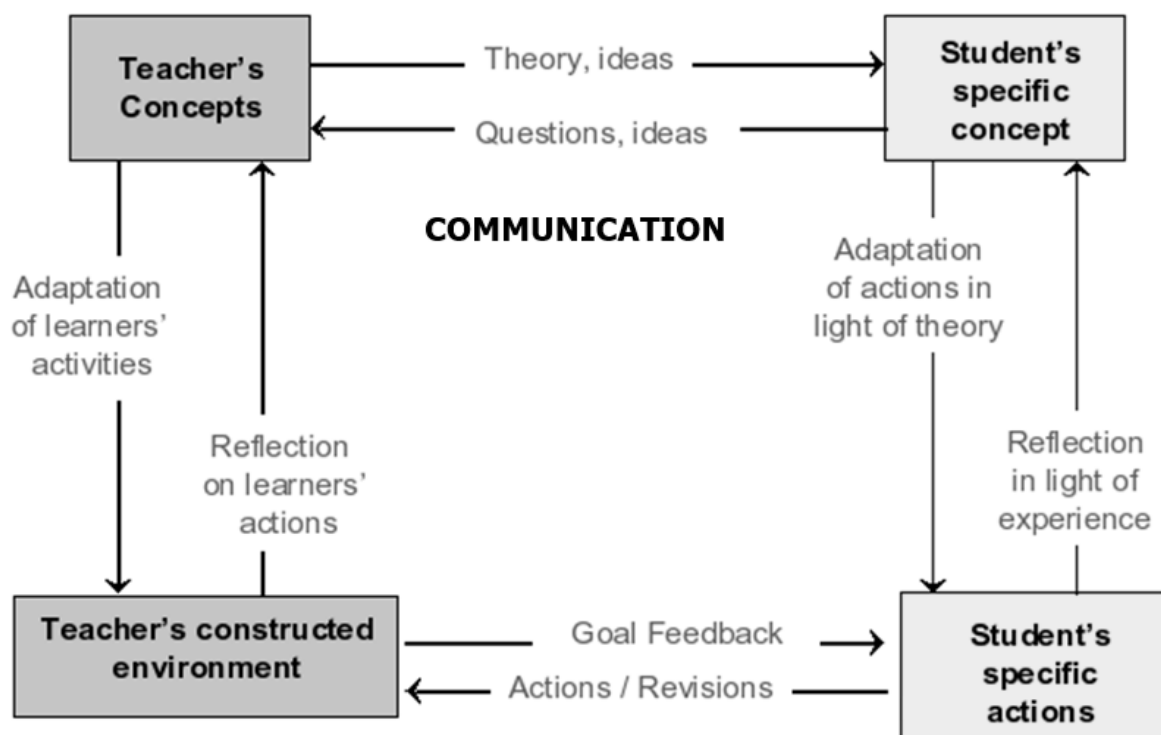 Teacher's
Concepts
Theory, ideas
Questions, ideas
Student's
specific
concept
COMMUNICATION
Adaptation
of learners'
activities
Reflection
on learners'
actions
Adaptation
of actions in
light of theory
Reflection
in light of
experience
Teacher's constructed
environment
Goal Feedback
Actions / Revisions
Student's
specific
actions